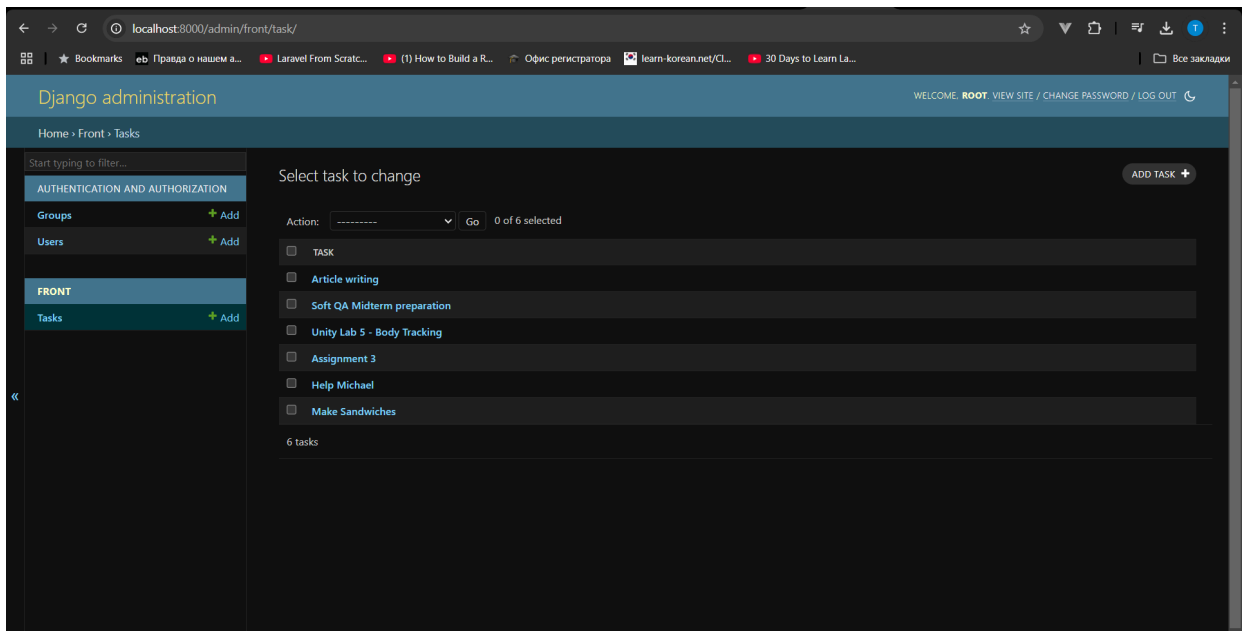 localhost:8000/admin/front/task/
T
Bookmarks eb Правда о нашем а... Laravel From Scratc... (1) How to Build a R... Офис регистратора learn-korean.net/Cl... 30 Days to Learn La... Все закладки
Django administration
WELCOME, ROOT. VIEW SITE / CHANGE PASSWORD / LOG OUT
Home › Front › Tasks
Start typing to filter...
AUTHENTICATION AND AUTHORIZATION
Groups + Add
Users + Add
FRONT
Tasks + Add
«
Select task to change
ADD TASK +
Action: --------- Go 0 of 6 selected
TASK
Article writing
Soft QA Midterm preparation
Unity Lab 5 - Body Tracking
Assignment 3
Help Michael
Make Sandwiches
6 tasks